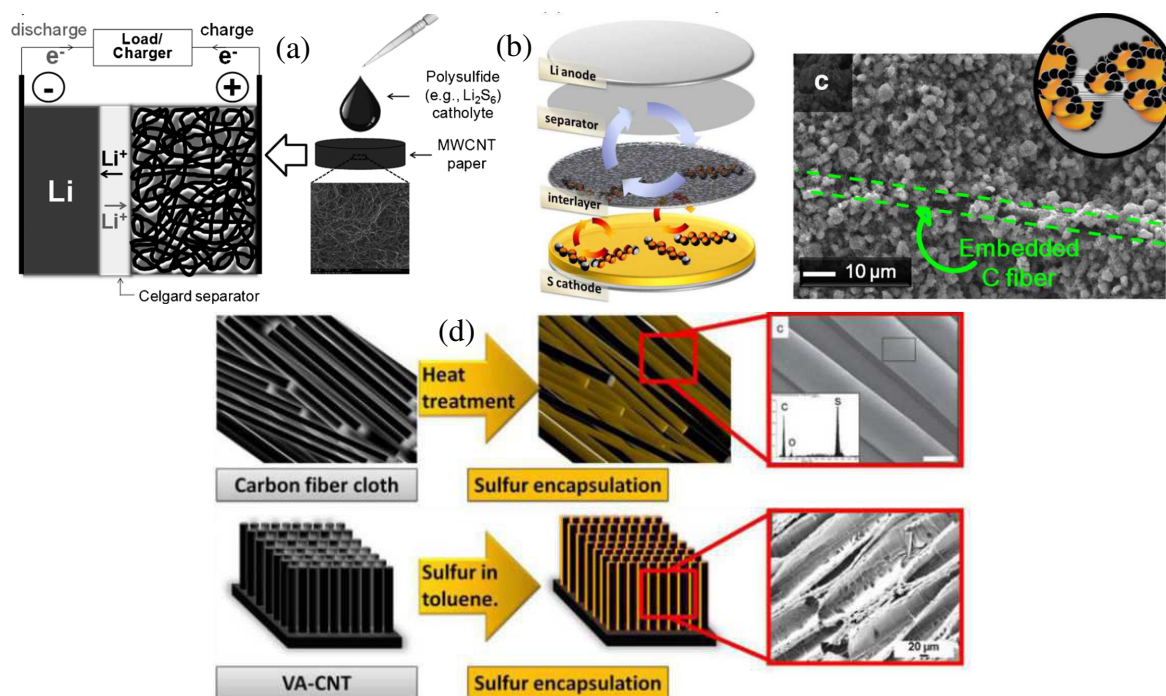 discharge
Load/
Charger
charge
e-
e-
-
+
Li
Li+
Li+
Celgard separator
(a)
Polysulfide
(e.g., Li2S6)
catholyte
MWCNT
paper
(b)
Li anode
separator
interlayer
S cathode
c
Embedded
C fiber
10 µm
(d)
Heat
treatment
Carbon fiber cloth
Sulfur encapsulation
c
C
O
S
Sulfur in
toluene.
VA-CNT
Sulfur encapsulation
20 µm